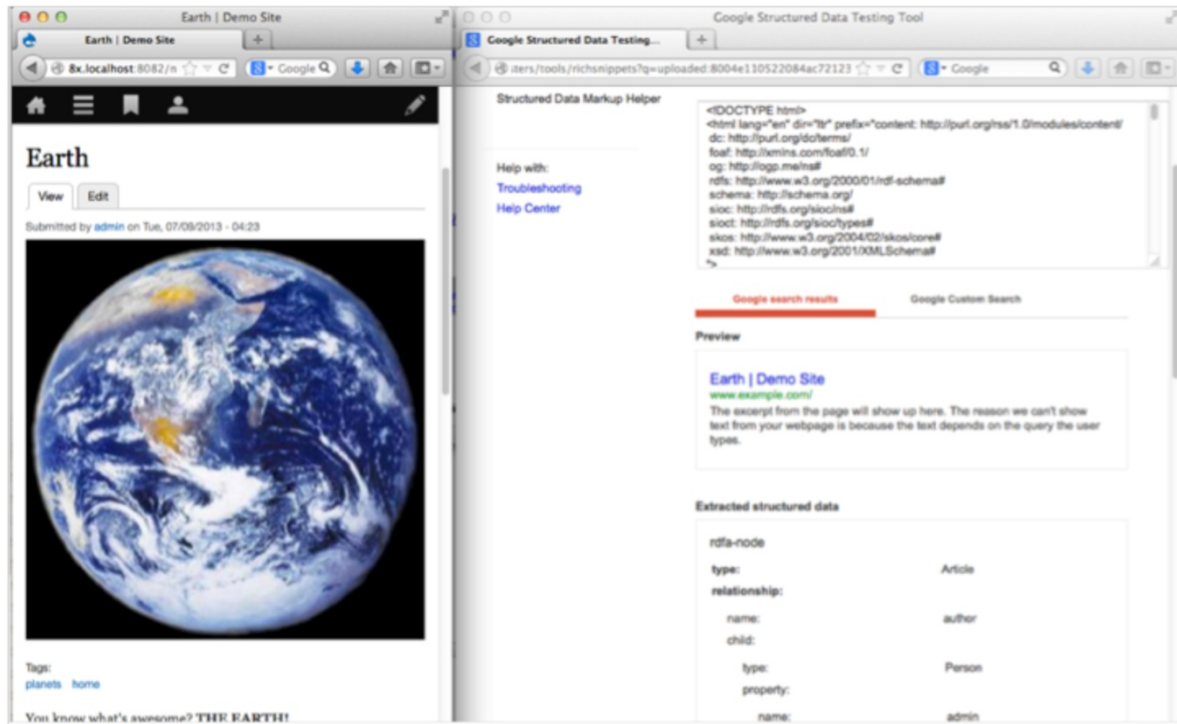 Earth | Demo Site
Earth | Demo Site
8x.localhost:8082/n
Google
Earth
View Edit
Submitted by admin on Tue, 07/09/2013 - 04:23
Tags:
planets home
You know what's awesome? THE EARTH!
Google Structured Data Testing Tool
Google Structured Data Testing...
iters/tools/richsnippets?q=uploaded:8004e110522084ac72123
Google
Structured Data Markup Helper
Help with:
Troubleshooting
Help Center
<!DOCTYPE html>
<html lang="en" dir="ltr" prefix="content: http://purl.org/rss/1.0/modules/content/
dc: http://purl.org/dc/terms/
foaf: http://xmlns.com/foaf/0.1/
og: http://ogp.me/ns#
rdfs: http://www.w3.org/2000/01/rdf-schema#
schema: http://schema.org/
sioc: http://rdfs.org/sioc/ns#
sioct: http://rdfs.org/sioc/types#
skos: http://www.w3.org/2004/02/skos/core#
xsd: http://www.w3.org/2001/XMLSchema#
">
Google search results
Google Custom Search
Preview
Earth | Demo Site
www.example.com/
The excerpt from the page will show up here. The reason we can't show
text from your webpage is because the text depends on the query the user
types.
Extracted structured data
rdfa-node
type: Article
relationship:
name: author
child:
type: Person
property:
name: admin